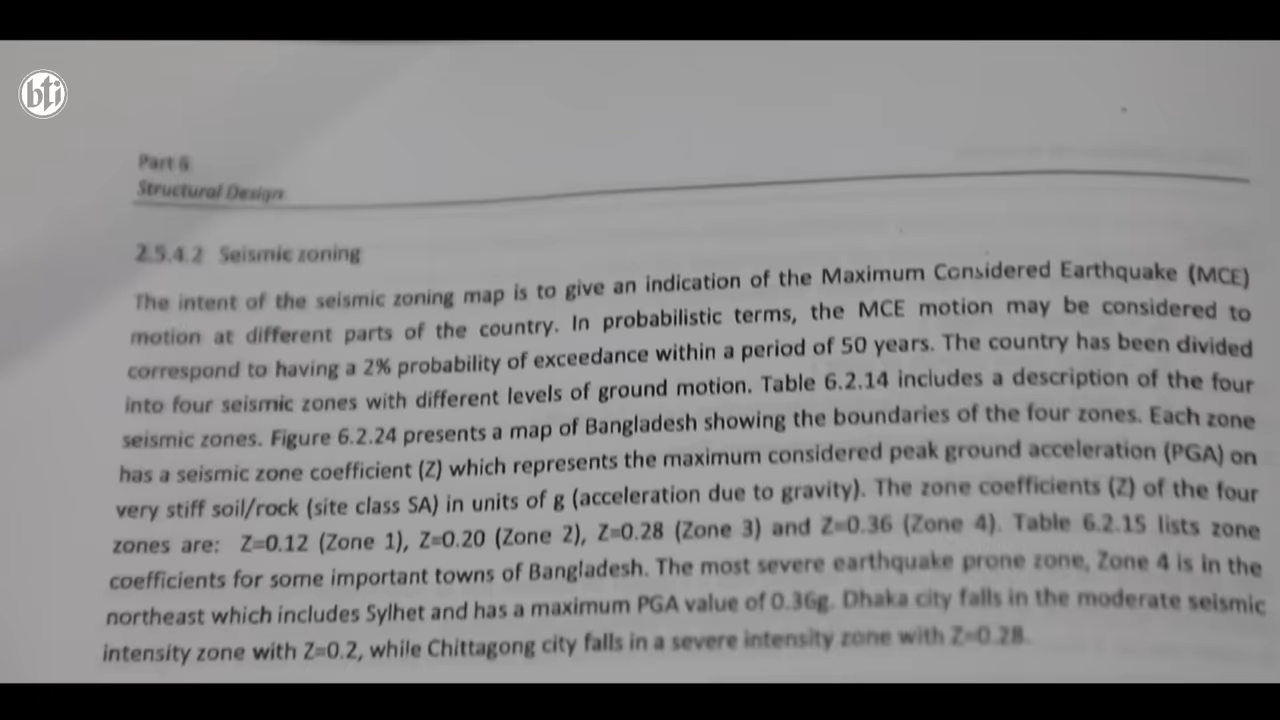 bti
Part 6
Structural Design
2.5.4.2 Seismic zoning
The intent of the seismic zoning map is to give an indication of the Maximum Considered Earthquake (MCE)
motion at different parts of the country. In probabilistic terms, the MCE motion may be considered to
correspond to having a 2% probability of exceedance within a period of 50 years. The country has been divided
into four seismic zones with different levels of ground motion. Table 6.2.14 includes a description of the four
seismic zones. Figure 6.2.24 presents a map of Bangladesh showing the boundaries of the four zones. Each zone
has a seismic zone coefficient (Z) which represents the maximum considered peak ground acceleration (PGA) on
very stiff soil/rock (site class SA) in units of g (acceleration due to gravity). The zone coefficients (Z) of the four
zones are: Z=0.12 (Zone 1), Z=0.20 (Zone 2), Z=0.28 (Zone 3) and Z=0.36 (Zone 4). Table 6.2.15 lists zone
coefficients for some important towns of Bangladesh. The most severe earthquake prone zone, Zone 4 is in the
northeast which includes Sylhet and has a maximum PGA value of 0.36g. Dhaka city falls in the moderate seismic
intensity zone with Z=0.2, while Chittagong city falls in a severe intensity zone with Z=0.28.